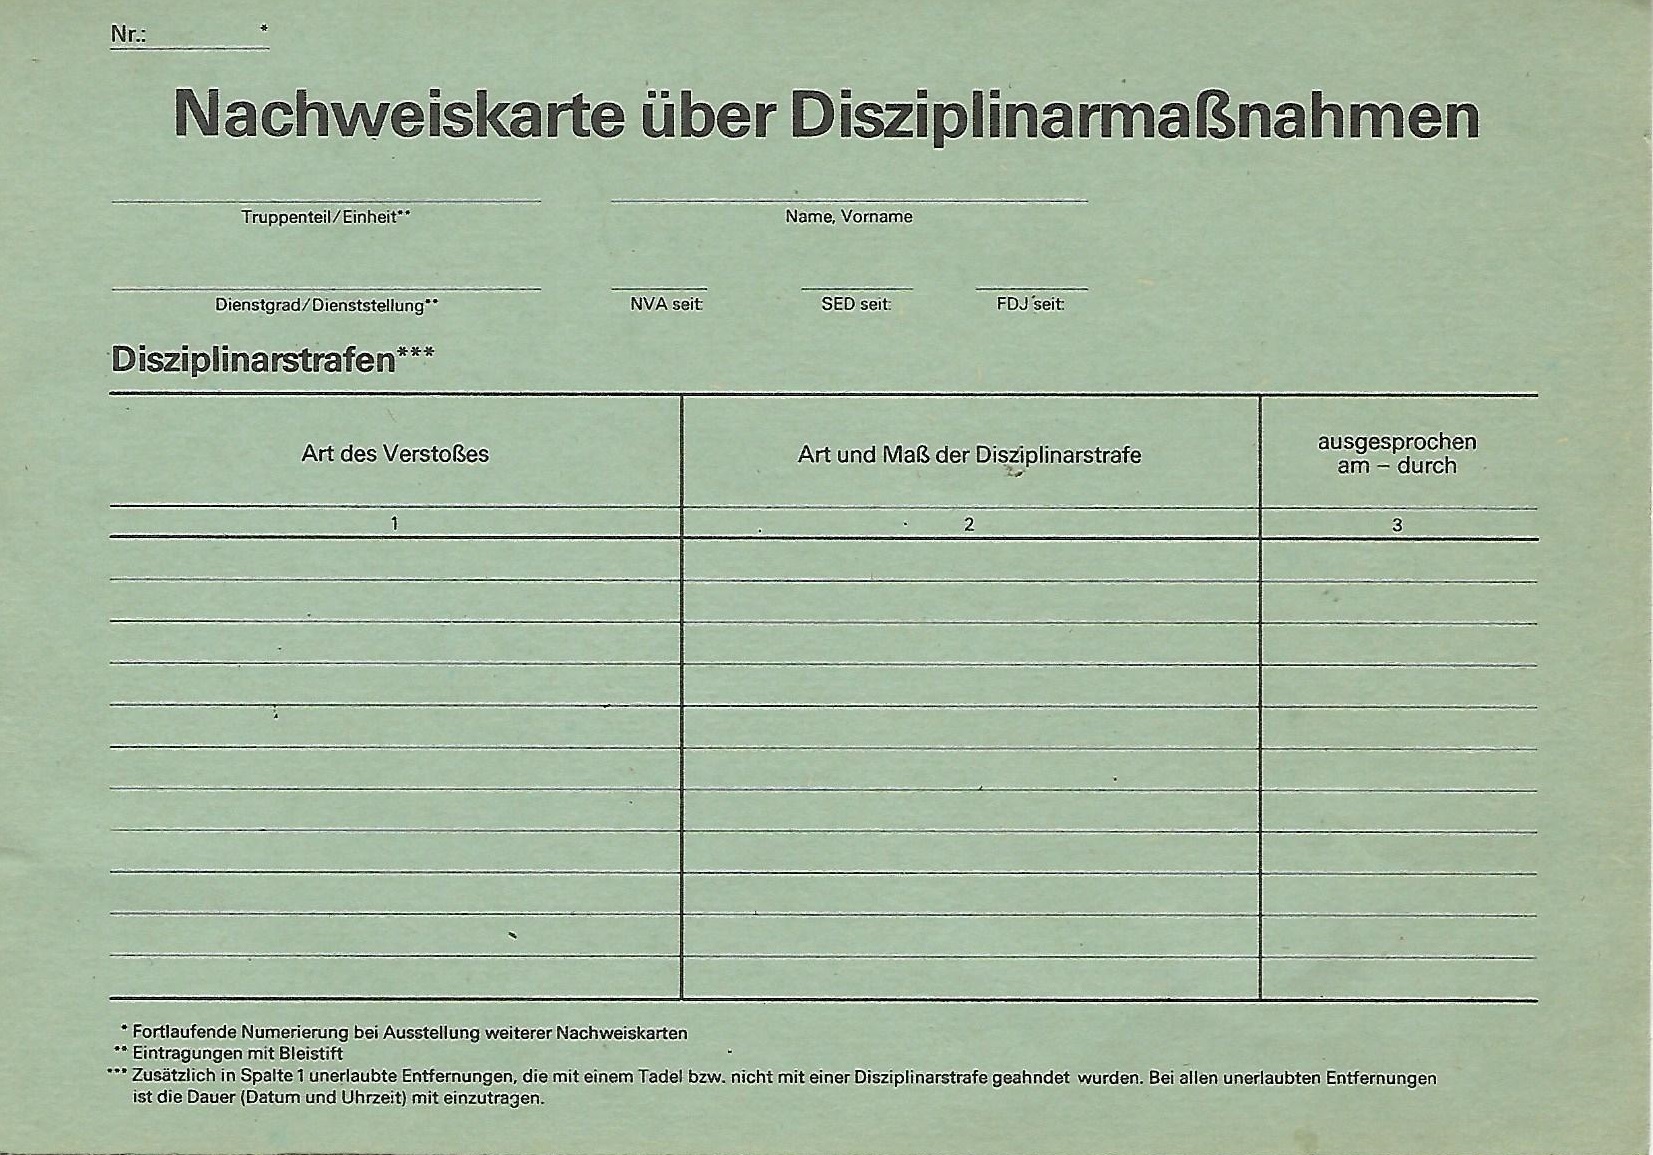 Nr.: *
Nachweiskarte über Disziplinarmaßnahmen
Truppenteil/Einheit** Name, Vorname
Dienstgrad/Dienststellung** NVA seit: SED seit: FDJ seit:
Disziplinarstrafen***
Art des Verstoßes Art und Maß der Disziplinarstrafe ausgesprochen
am – durch
1 2 3
* Fortlaufende Numerierung bei Ausstellung weiterer Nachweiskarten
** Eintragungen mit Bleistift
*** Zusätzlich in Spalte 1 unerlaubte Entfernungen, die mit einem Tadel bzw. nicht mit einer Disziplinarstrafe geahndet wurden. Bei allen unerlaubten Entfernungen
ist die Dauer (Datum und Uhrzeit) mit einzutragen.